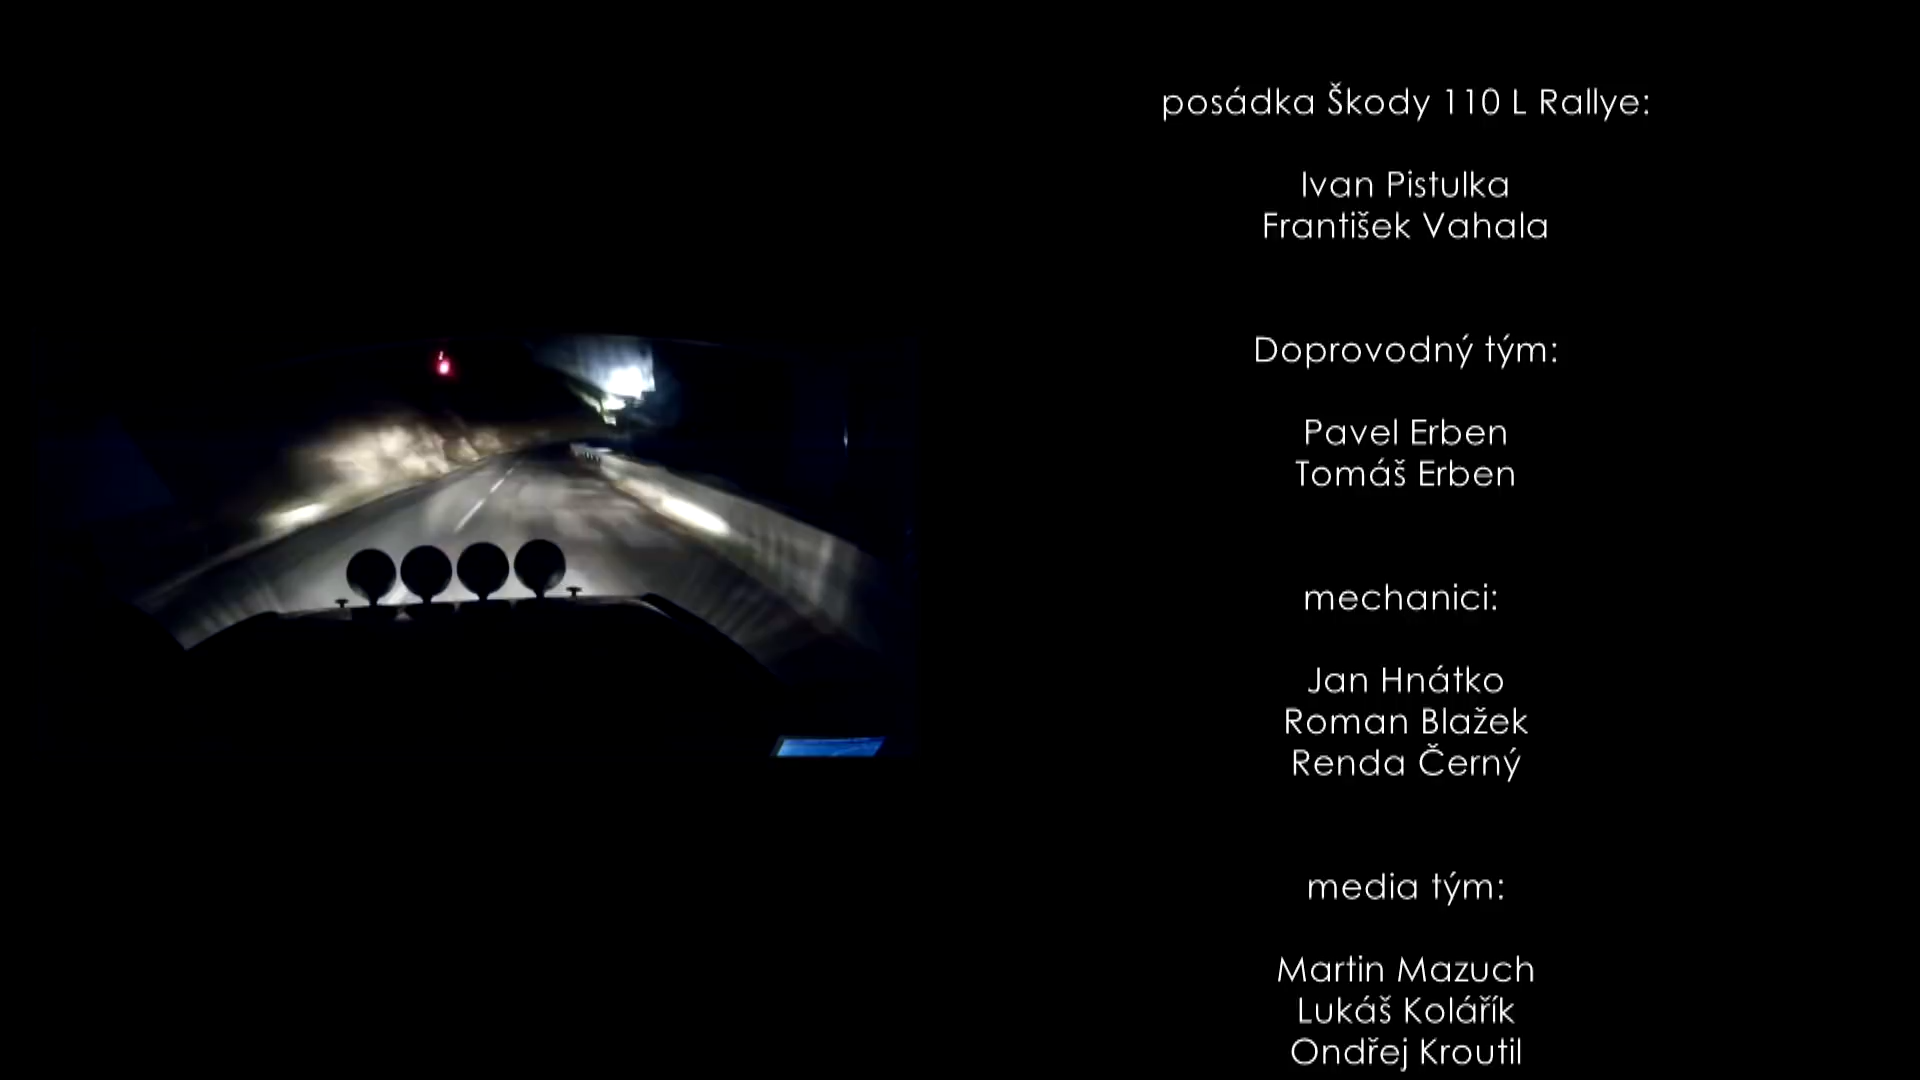 posádka Škody 110 L Rallye:
Ivan Pistulka
František Vahala
Doprovodný tým:
Pavel Erben
Tomáš Erben
mechanici:
Jan Hnátko
Roman Blažek
Renda Černý
media tým:
Martin Mazuch
Lukáš Kolářík
Ondřej Kroutil